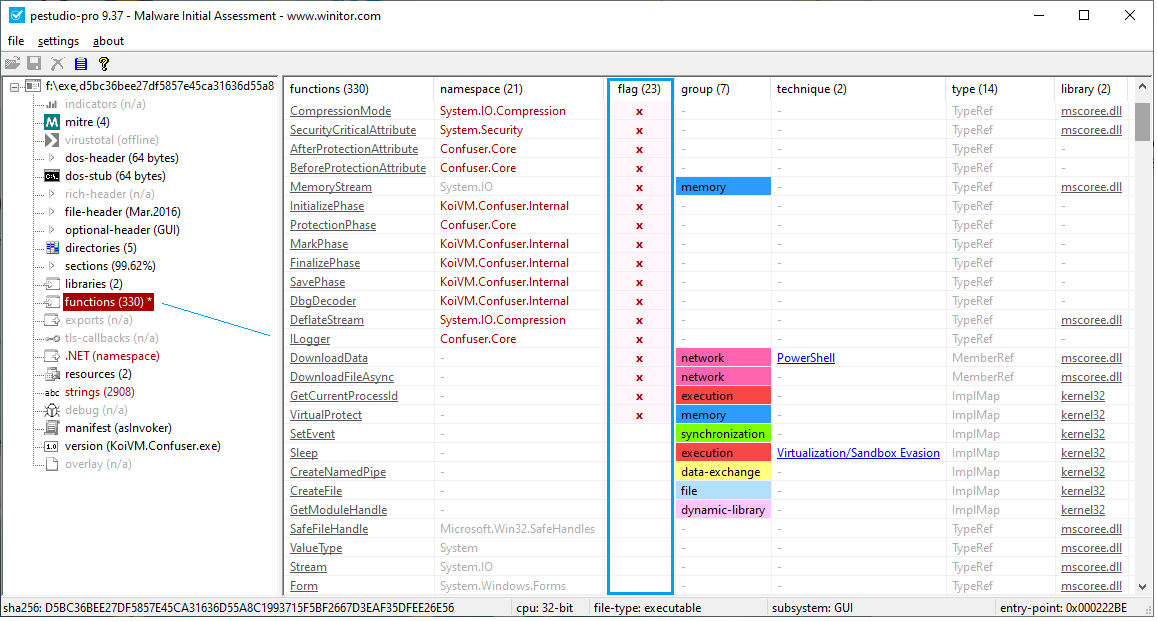 pestudio-pro 9.37 - Malware Initial Assessment - www.winitor.com
file settings about
f:\exe,d5bc36bee27df5857e45ca31636d55a8
indicators (n/a)
mitre (4)
virustotal (offline)
dos-header (64 bytes)
dos-stub (64 bytes)
rich-header (n/a)
file-header (Mar.2016)
optional-header (GUI)
directories (5)
sections (99.62%)
libraries (2)
functions (330) *
exports (n/a)
tls-callbacks (n/a)
.NET (namespace)
resources (2)
abc strings (2908)
debug (n/a)
manifest (asInvoker)
1.0 version (KoiVM.Confuser.exe)
overlay (n/a)
functions (330) namespace (21) flag (23) group (7) technique (2) type (14) library (2)
CompressionMode System.IO.Compression x - - TypeRef mscoree.dll
SecurityCriticalAttribute System.Security x - - TypeRef mscoree.dll
AfterProtectionAttribute Confuser.Core x - - TypeRef -
BeforeProtectionAttribute Confuser.Core x - - TypeRef -
MemoryStream System.IO x memory - TypeRef mscoree.dll
InitializePhase KoiVM.Confuser.Internal x - - TypeRef -
ProtectionPhase Confuser.Core x - - TypeRef -
MarkPhase KoiVM.Confuser.Internal x - - TypeRef -
FinalizePhase KoiVM.Confuser.Internal x - - TypeRef -
SavePhase KoiVM.Confuser.Internal x - - TypeRef -
DbgDecoder KoiVM.Confuser.Internal x - - TypeRef -
DeflateStream System.IO.Compression x - - TypeRef mscoree.dll
ILogger Confuser.Core x - - TypeRef -
DownloadData - x network PowerShell MemberRef mscoree.dll
DownloadFileAsync - x network - MemberRef mscoree.dll
GetCurrentProcessId - x execution - ImplMap kernel32
VirtualProtect - x memory - ImplMap kernel32
SetEvent - synchronization - ImplMap kernel32
Sleep - execution Virtualization/Sandbox Evasion ImplMap kernel32
CreateNamedPipe - data-exchange - ImplMap kernel32
CreateFile - file - ImplMap kernel32
GetModuleHandle - dynamic-library - ImplMap kernel32
SafeFileHandle Microsoft.Win32.SafeHandles - - TypeRef mscoree.dll
ValueType System - - TypeRef mscoree.dll
Stream System.IO - - TypeRef mscoree.dll
Form System.Windows.Forms - - TypeRef mscoree.dll
sha256: D5BC36BEE27DF5857E45CA31636D55A8C1993715F5BF2667D3EAF35DFEE26E56 cpu: 32-bit file-type: executable subsystem: GUI entry-point: 0x000222BE